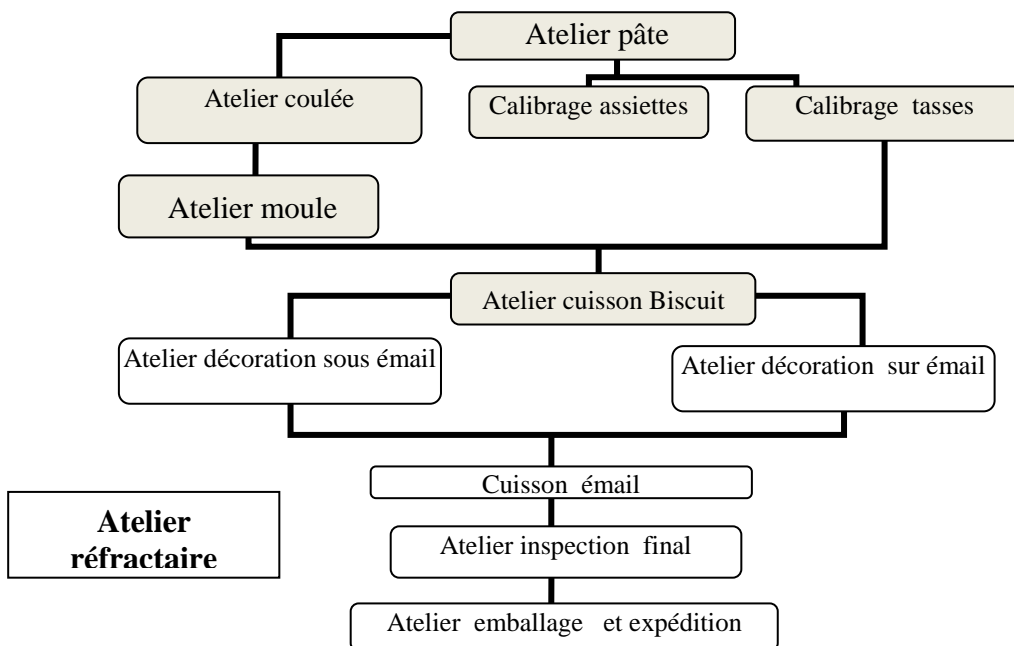 Atelier pâte
Atelier coulée
Calibrage assiettes
Calibrage tasses
Atelier moule
Atelier cuisson Biscuit
Atelier décoration sous émail
Atelier décoration sur émail
Cuisson émail
Atelier
réfractaire
Atelier inspection final
Atelier emballage et expédition